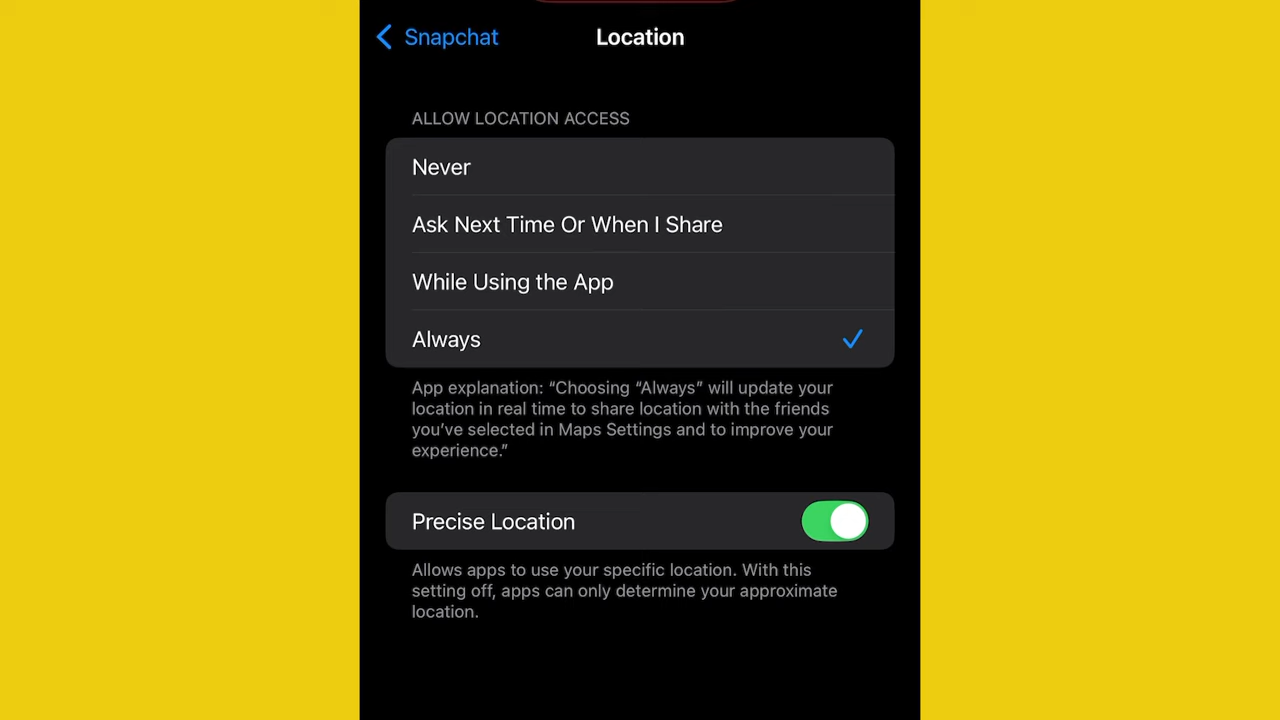 Snapchat
Location
ALLOW LOCATION ACCESS
Never
Ask Next Time Or When I Share
While Using the App
Always
App explanation: “Choosing “Always” will update your
location in real time to share location with the friends
you’ve selected in Maps Settings and to improve your
experience.”
Precise Location
Allows apps to use your specific location. With this
setting off, apps can only determine your approximate
location.